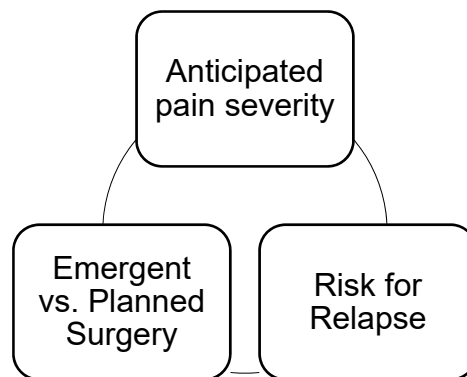 Anticipated
pain severity
Emergent
vs. Planned
Surgery
Risk for
Relapse